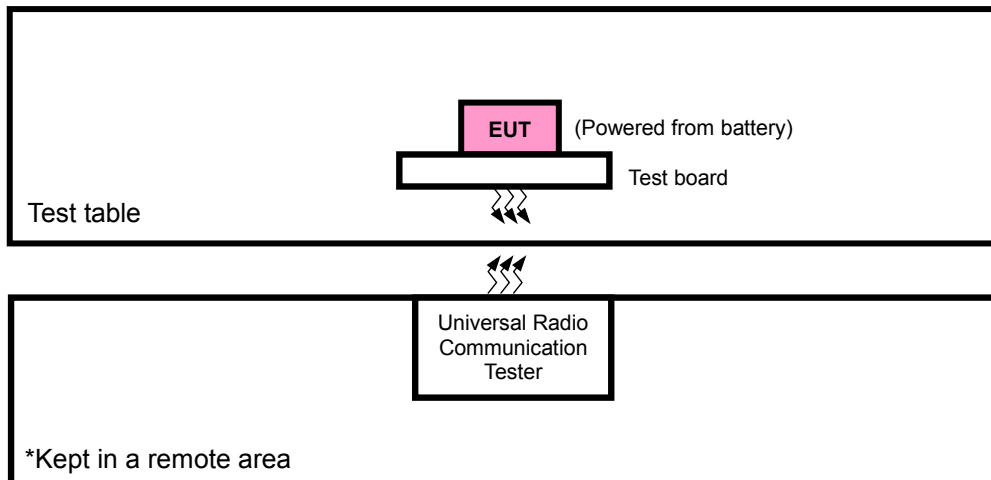 EUT
(Powered from battery)
Test board
Test table
Universal Radio
Communication
Tester
*Kept in a remote area